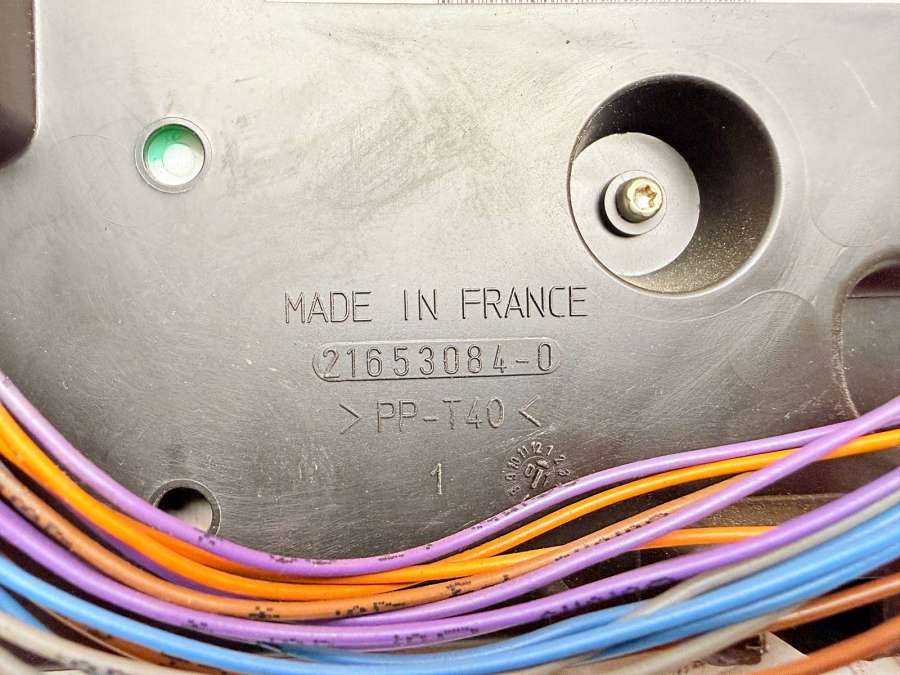 MADE IN FRANCE
21653084-0
>PP-T40<
1